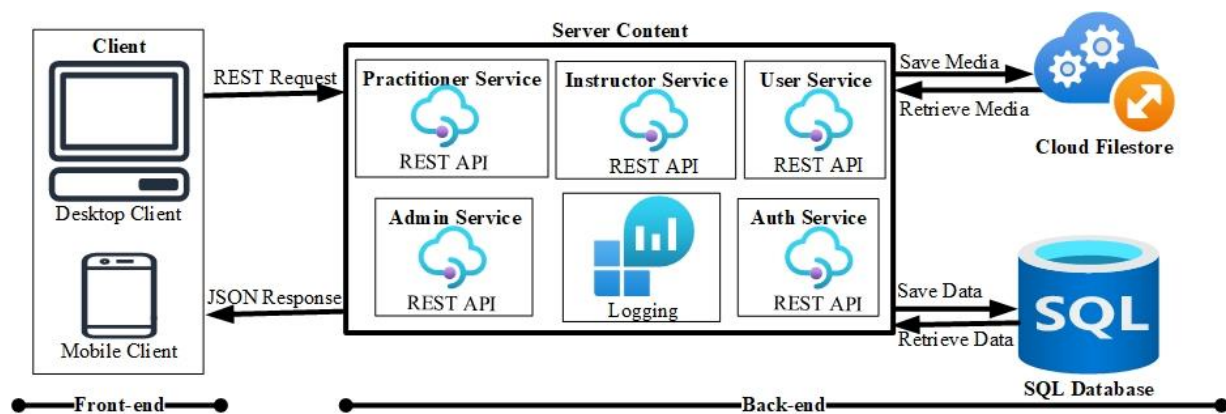 Client
Desktop Client
Mobile Client
REST Request
JSON Response
Server Content
Practitioner Service
REST API
Instructor Service
REST API
User Service
REST API
Admin Service
REST API
Logging
Auth Service
REST API
Save Media
Retrieve Media
Cloud Filestore
Save Data
Retrieve Data
SQL
SQL Database
Front-end
Back-end